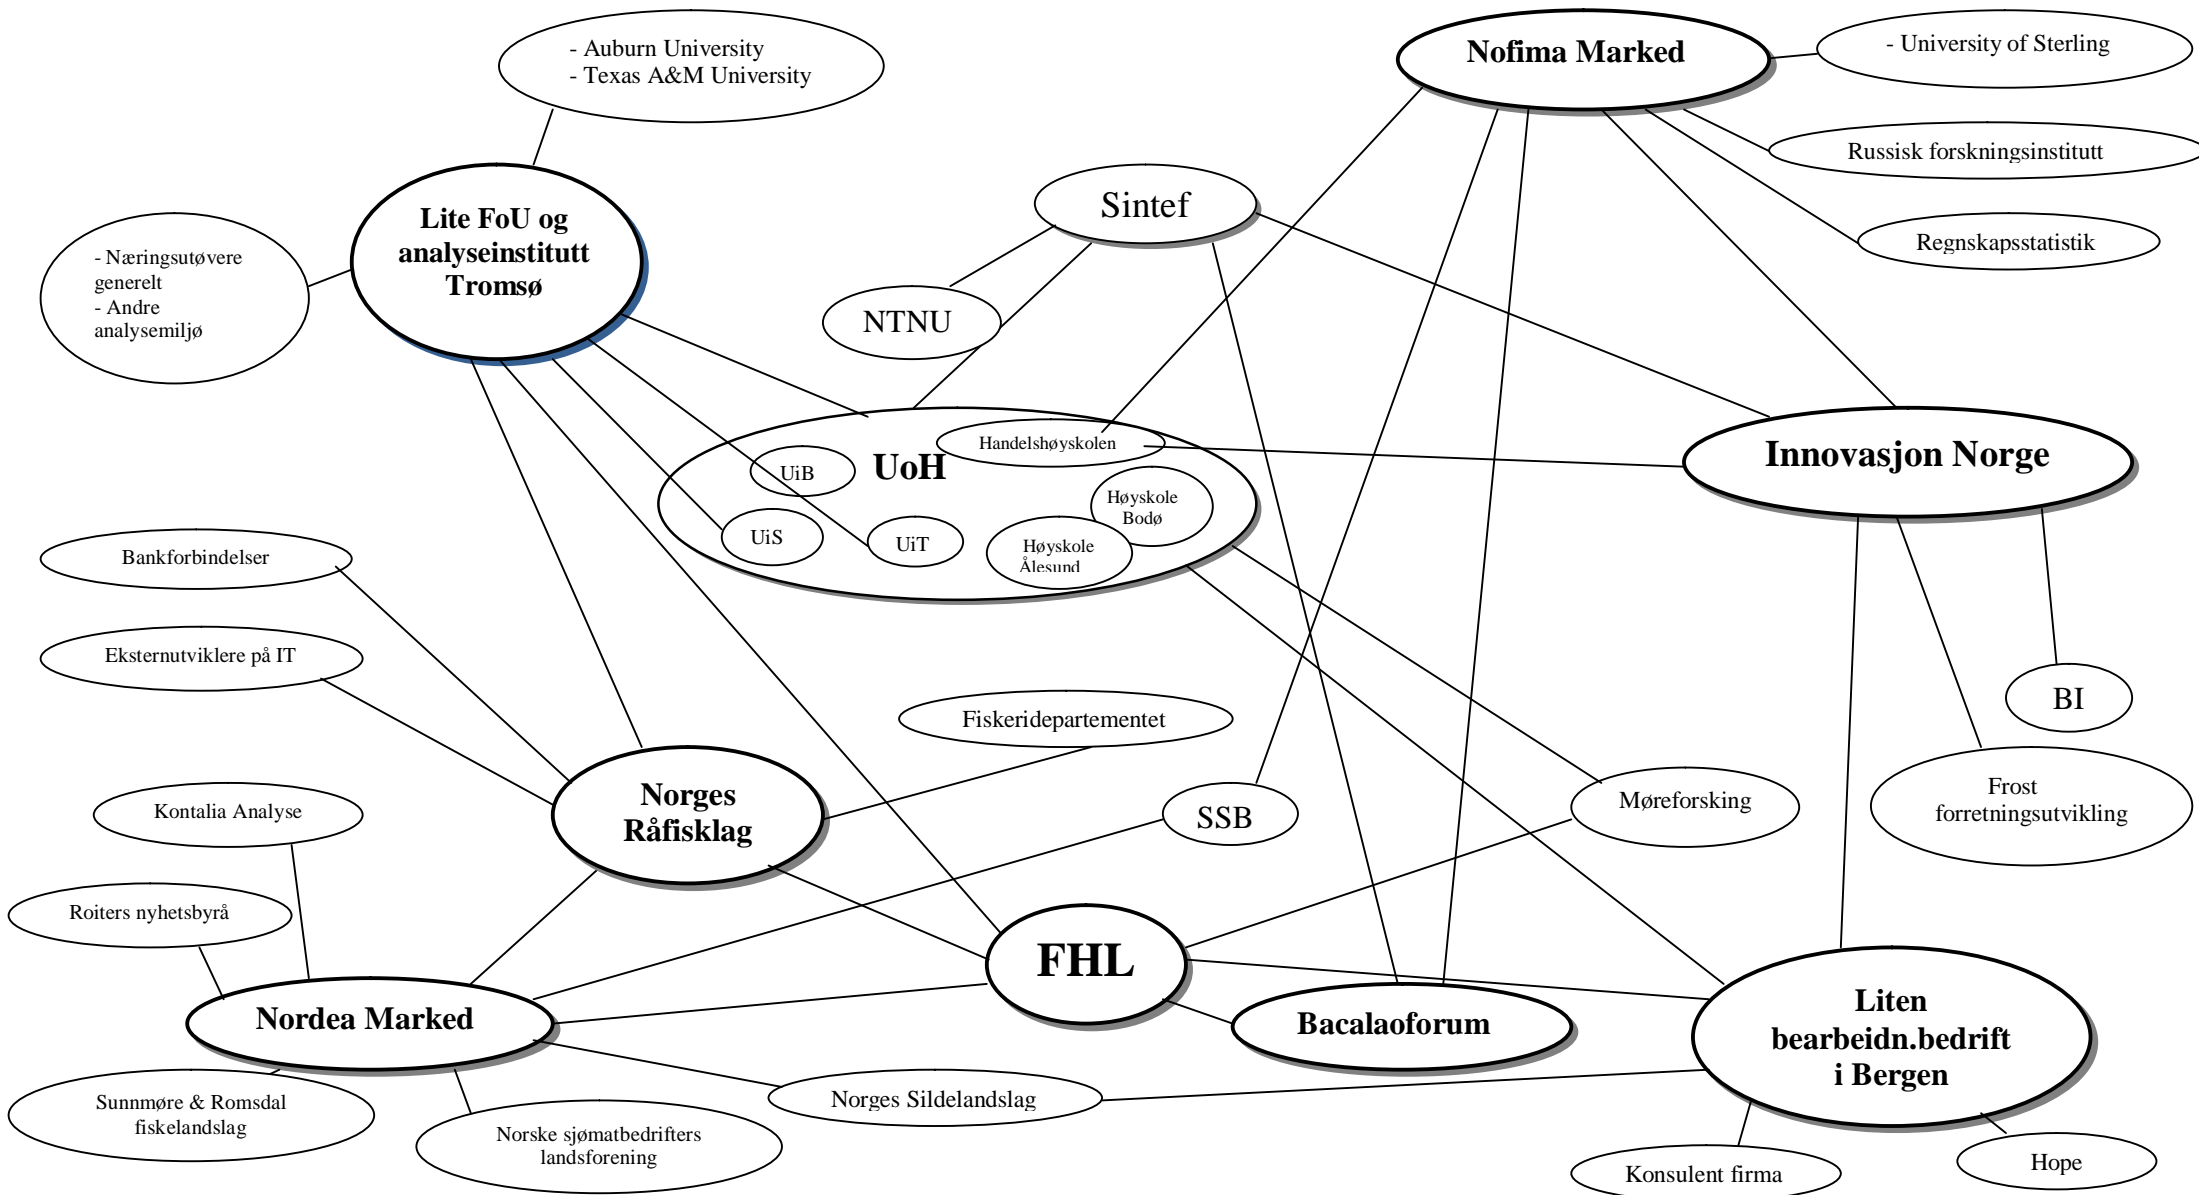 - Auburn University
- Texas A&M University
Nofima Marked
- University of Sterling
Russisk forskningsinstitutt
Regnskapsstatistik
Sintef
Lite FoU og
analyseinstitutt
Tromsø
- Næringsutøvere
generelt
- Andre
analysemiljø
NTNU
UoH
Handelshøyskolen
UiB
UiS
UiT
Høyskole
Bodø
Høyskole
Ålesund
Innovasjon Norge
Bankforbindelser
Eksternutviklere på IT
Fiskeridepartementet
BI
Norges
Råfisklag
Kontalia Analyse
SSB
Møreforsking
Frost
forretningsutvikling
Roiters nyhetsbyrå
FHL
Nordea Marked
Bacalaoforum
Liten
bearbeidn.bedrift
i Bergen
Sunnmøre & Romsdal
fiskelandslag
Norges Sildelandslag
Norske sjømatbedrifters
landsforening
Konsulent firma
Hope